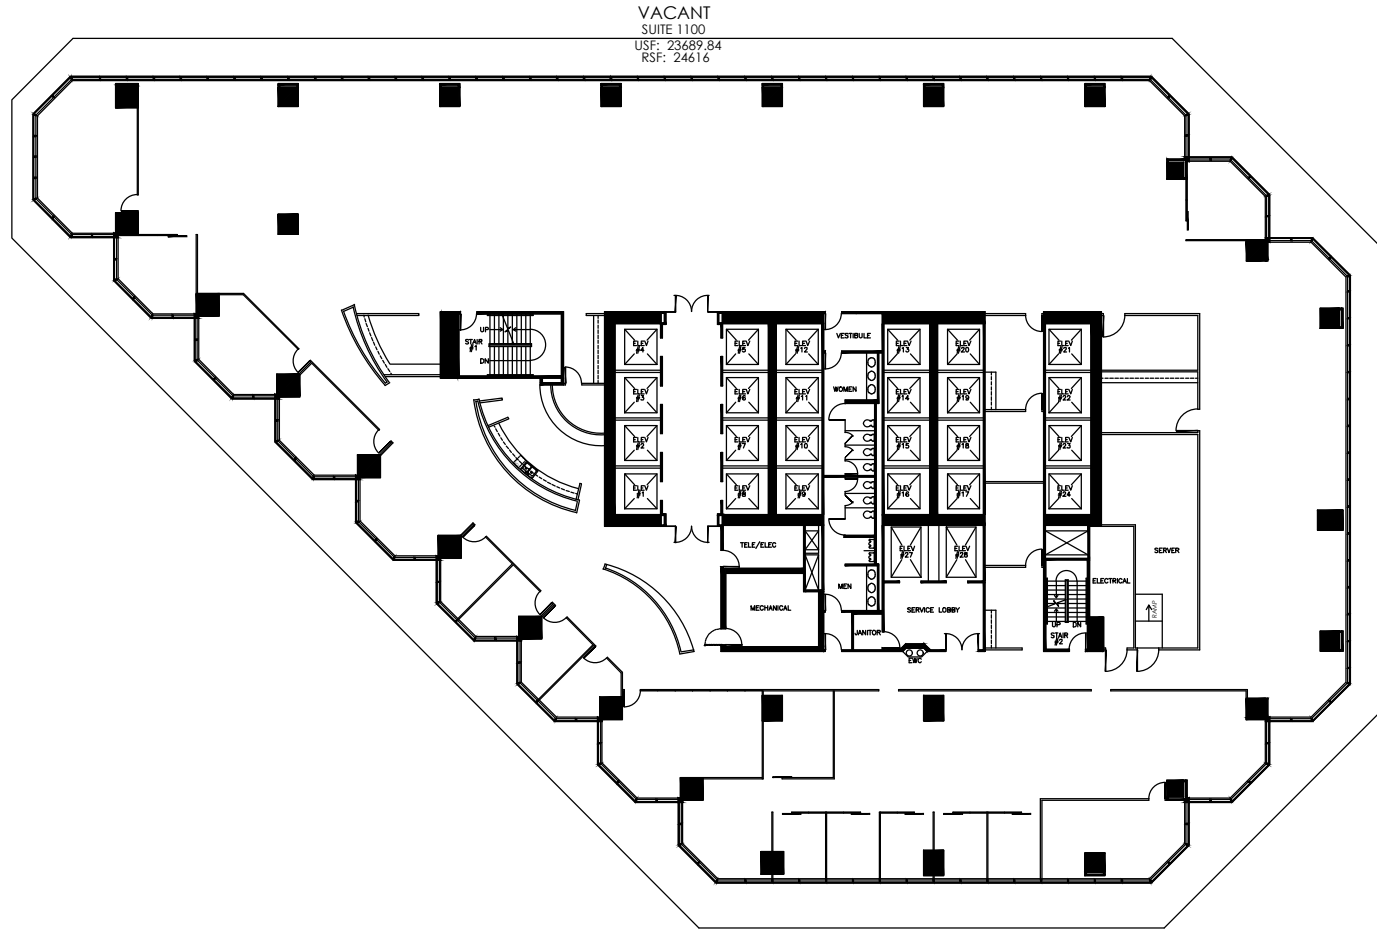 VACANT
SUITE 1100
USF: 23689.84
RSF: 24616
UP
STAIR
#1
DN
ELEV
#4
ELEV
#5
ELEV
#12
VESTIBULE
ELEV
#13
ELEV
#20
ELEV
#21
ELEV
#3
ELEV
#6
ELEV
#11
WOMEN
ELEV
#14
ELEV
#19
ELEV
#22
ELEV
#2
ELEV
#7
ELEV
#10
ELEV
#15
ELEV
#18
ELEV
#23
ELEV
#1
ELEV
#8
ELEV
#9
ELEV
#16
ELEV
#17
ELEV
#24
TELE/ELEC
ELEV
#27
ELEV
#28
SERVER
MECHANICAL
MEN
SERVICE LOBBY
ELECTRICAL
RAMP
JANITOR
UP
DN
STAIR
#2
EWC